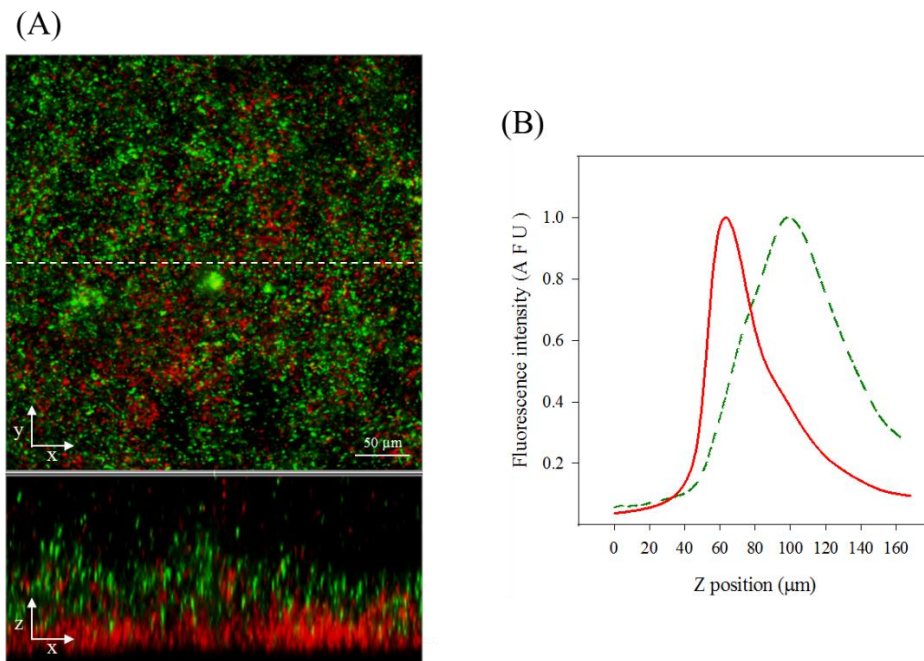 (A)
y
x
50 µm
z
x
(B)
Fluorescence intensity (A F U)
1.0
0.8
0.6
0.4
0.2
0 20 40 60 80 100 120 140 160
Z position (µm)